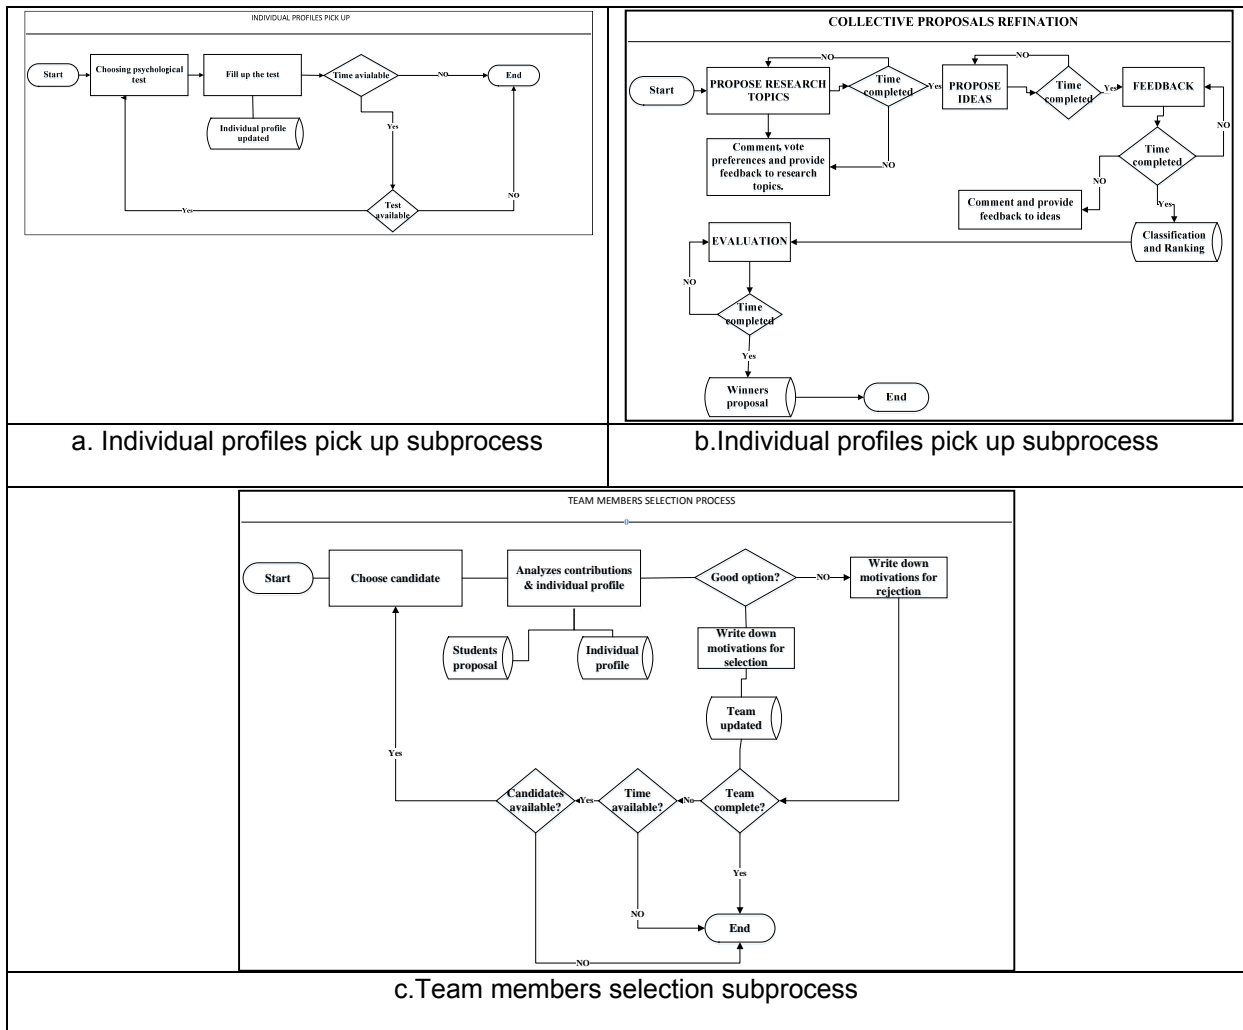 INDIVIDUAL PROFILES PICK UP
Start
Choosing psychological
test
Fill up the test
Time avialable
NO
End
Individual profile
updated
Yes
NO
Yes
Test
available
COLLECTIVE PROPOSALS REFINATION
Start
PROPOSE RESEARCH
TOPICS
NO
Time
completed
Yes
PROPOSE
IDEAS
NO
Time
completed
Yes
FEEDBACK
NO
Comment, vote
preferences and provide
feedback to research
topics.
NO
Time
completed
NO
Comment and provide
feedback to ideas
Yes
Classification
and Ranking
EVALUATION
NO
Time
completed
Yes
Winners
proposal
End
a. Individual profiles pick up subprocess
b.Individual profiles pick up subprocess
TEAM MEMBERS SELECTION PROCESS
0
Start
Choose candidate
Analyzes contributions
& individual profile
Good option?
NO
Write down
motivations for
rejection
Students
proposal
Individual
profile
Write down
motivations for
selection
Team
updated
Yes
Candidates
available?
Yes
Time
available?
No
Team
complete?
Yes
NO
End
NO
c.Team members selection subprocess